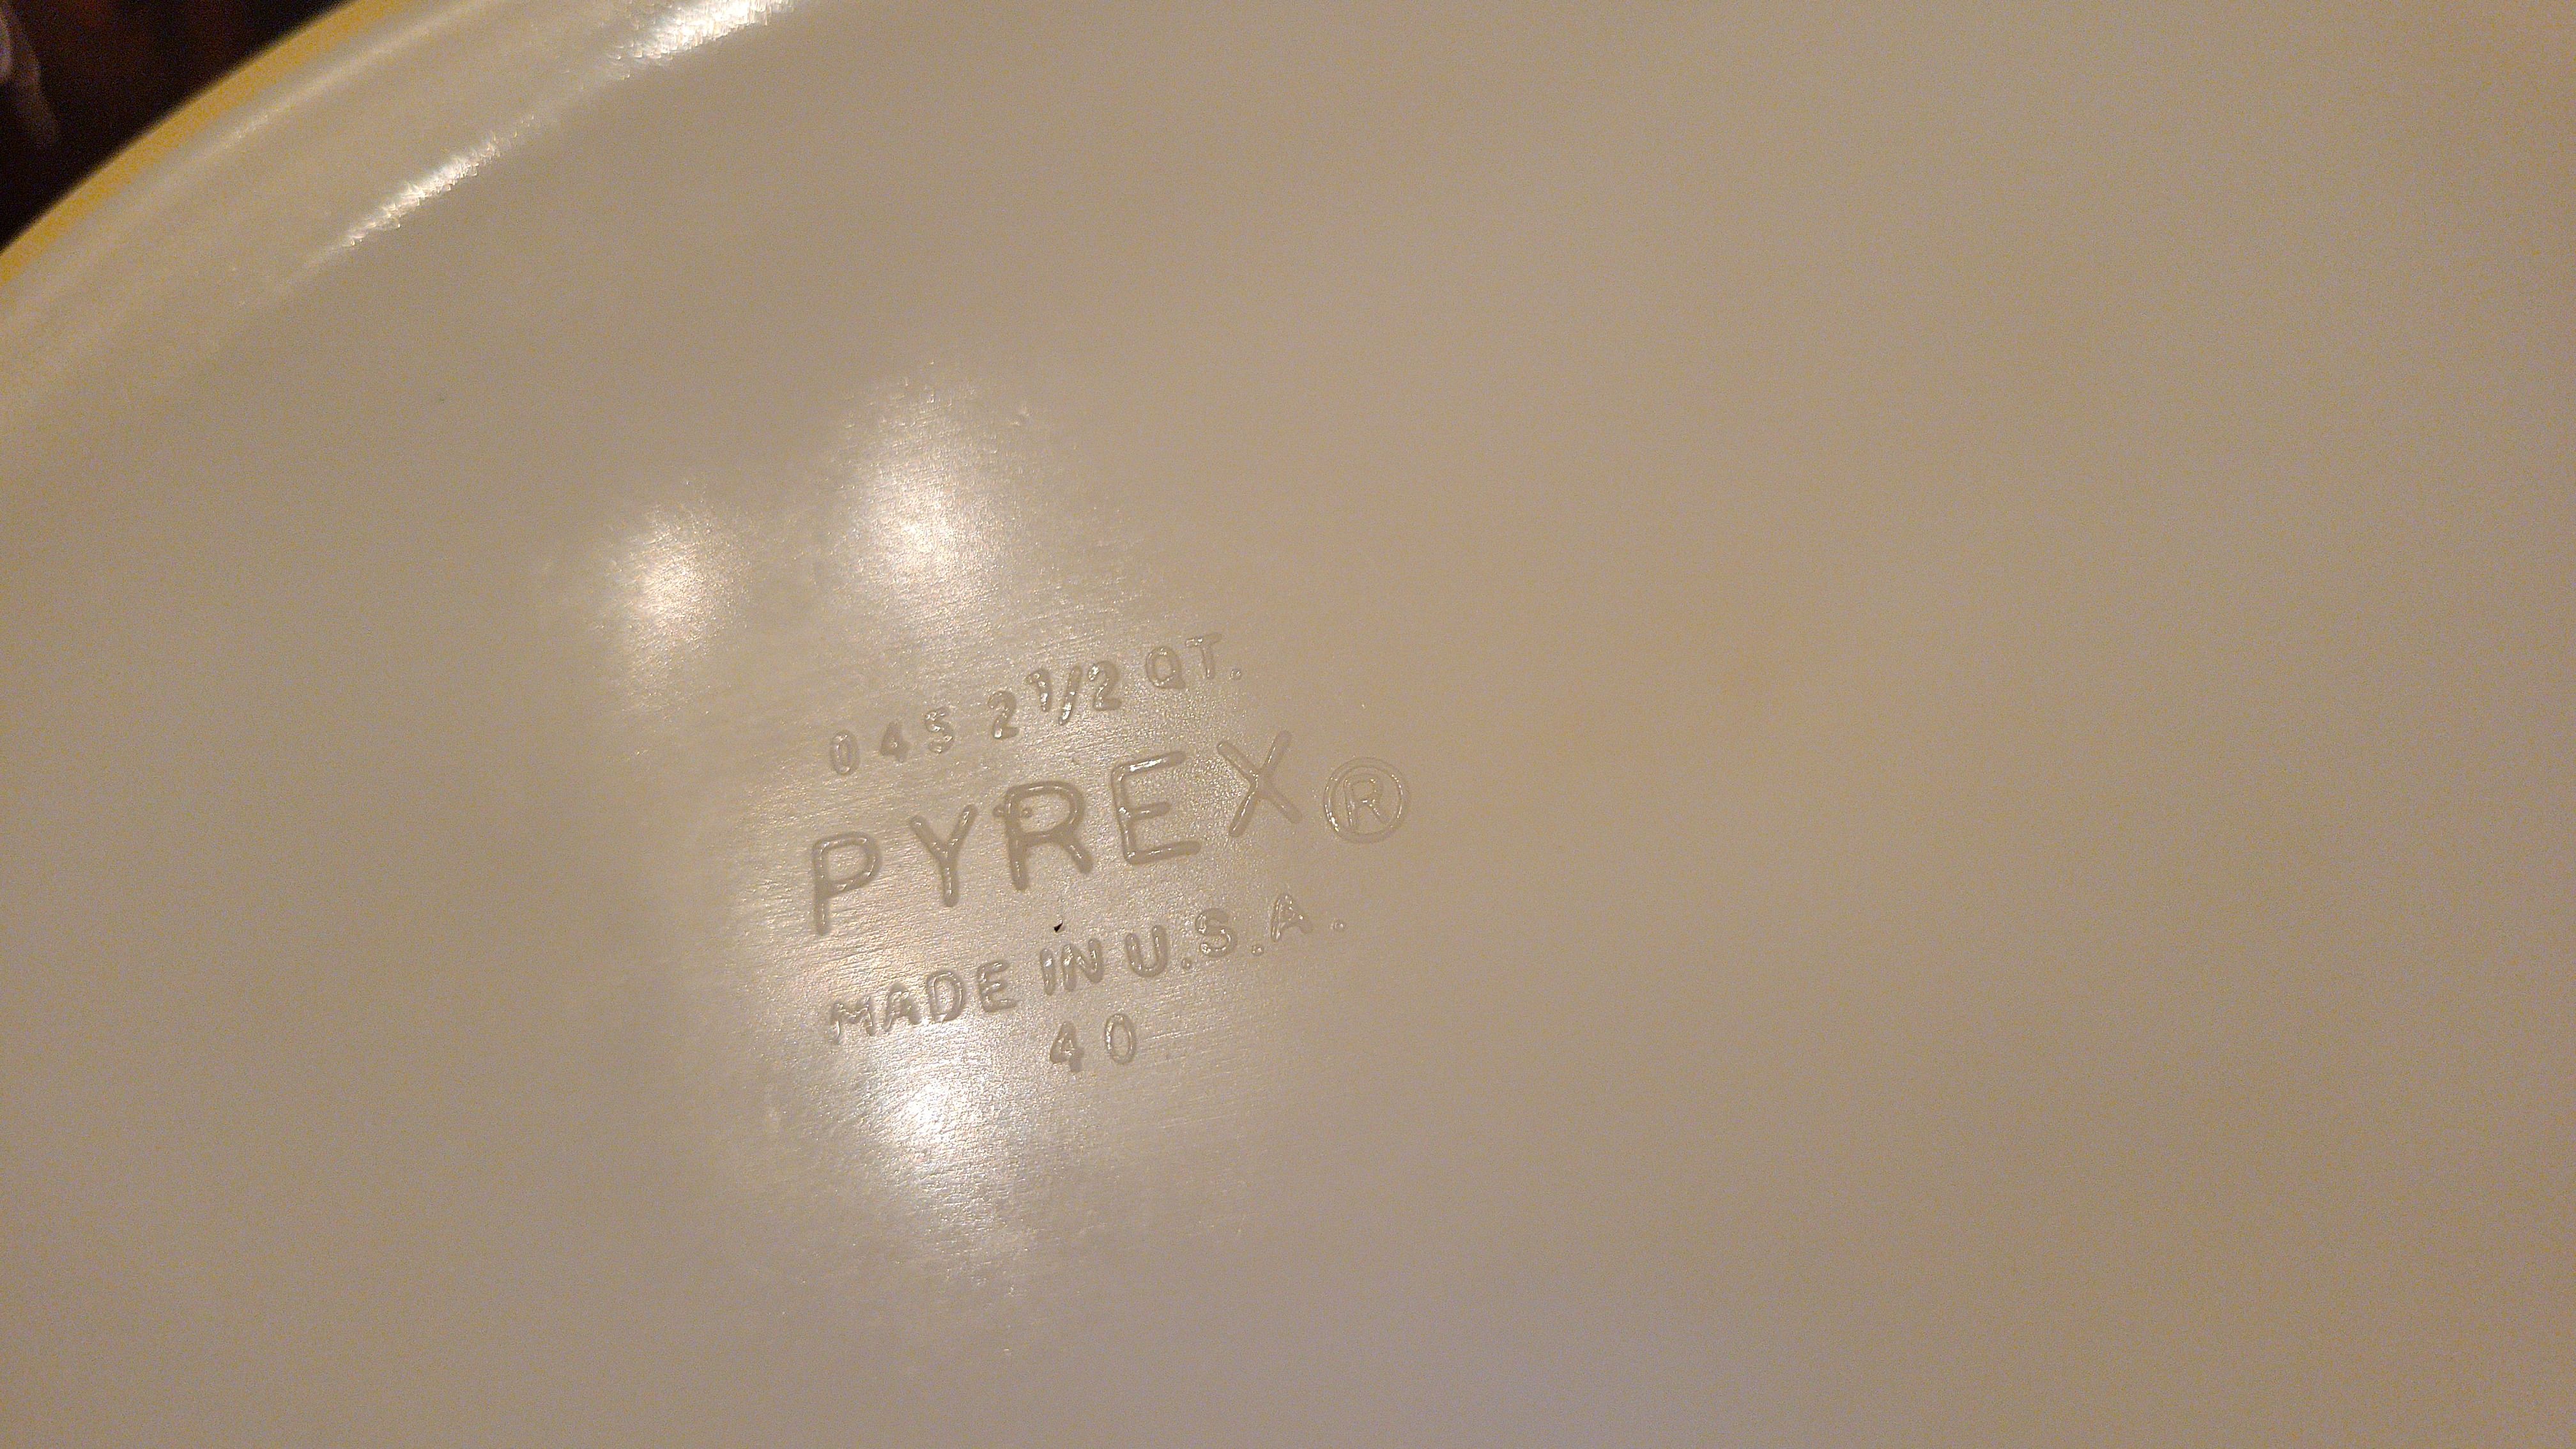 045 2 1/2 QT.
PYREX®
MADE IN U.S.A.
40